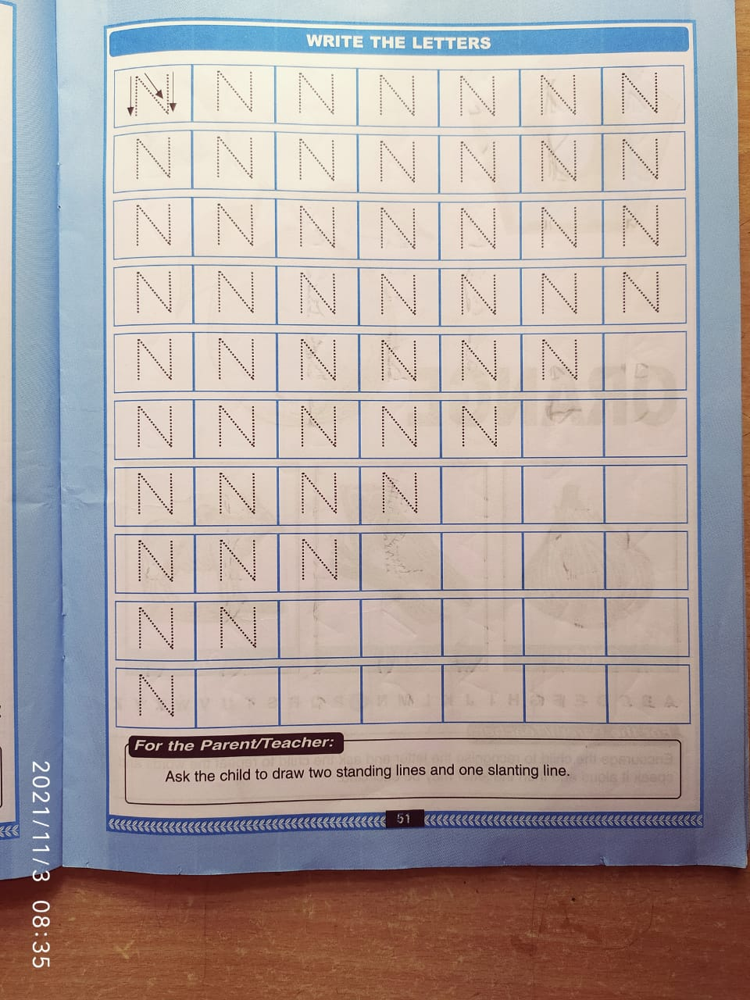 WRITE THE LETTERS
N N N N N N N
N N N N N N N
N N N N N N N
N N N N N N N
N N N N N N
N N N N N
N N N N
N N N
N N
N
For the Parent/Teacher:
Ask the child to draw two standing lines and one slanting line.
51
2021/11/3 08:35